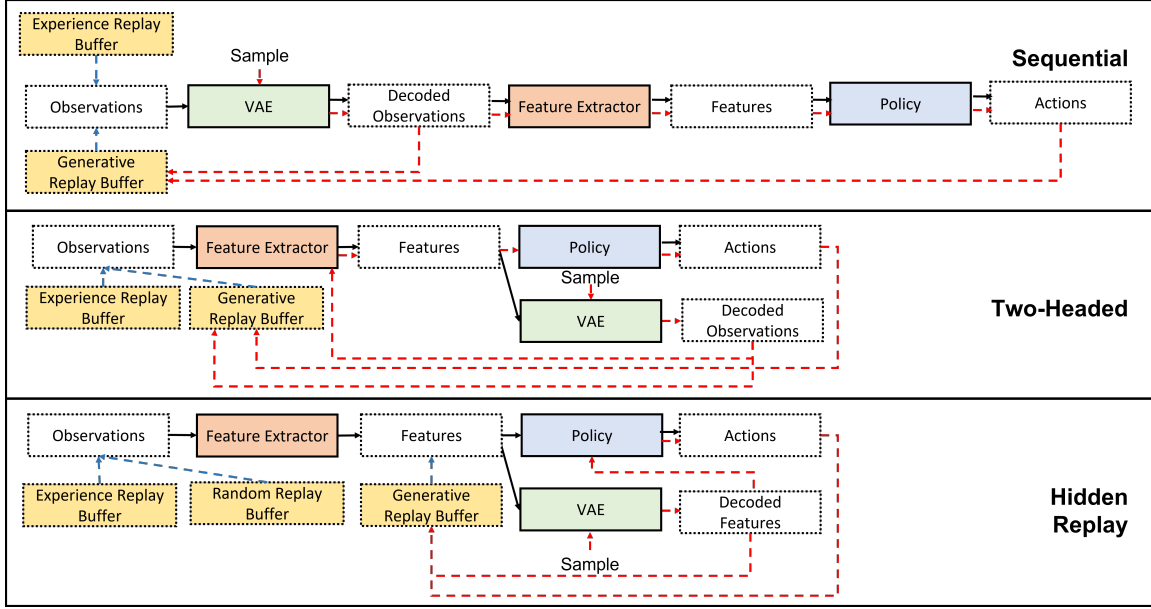 Experience Replay
Buffer
Sample
Sequential
Observations
VAE
Decoded
Observations
Feature Extractor
Features
Policy
Actions
Generative
Replay Buffer
Observations
Feature Extractor
Features
Policy
Actions
Sample
Experience Replay
Buffer
Generative
Replay Buffer
VAE
Decoded
Observations
Two-Headed
Observations
Feature Extractor
Features
Policy
Actions
Experience Replay
Buffer
Random Replay
Buffer
Generative
Replay Buffer
VAE
Decoded
Features
Sample
Hidden
Replay